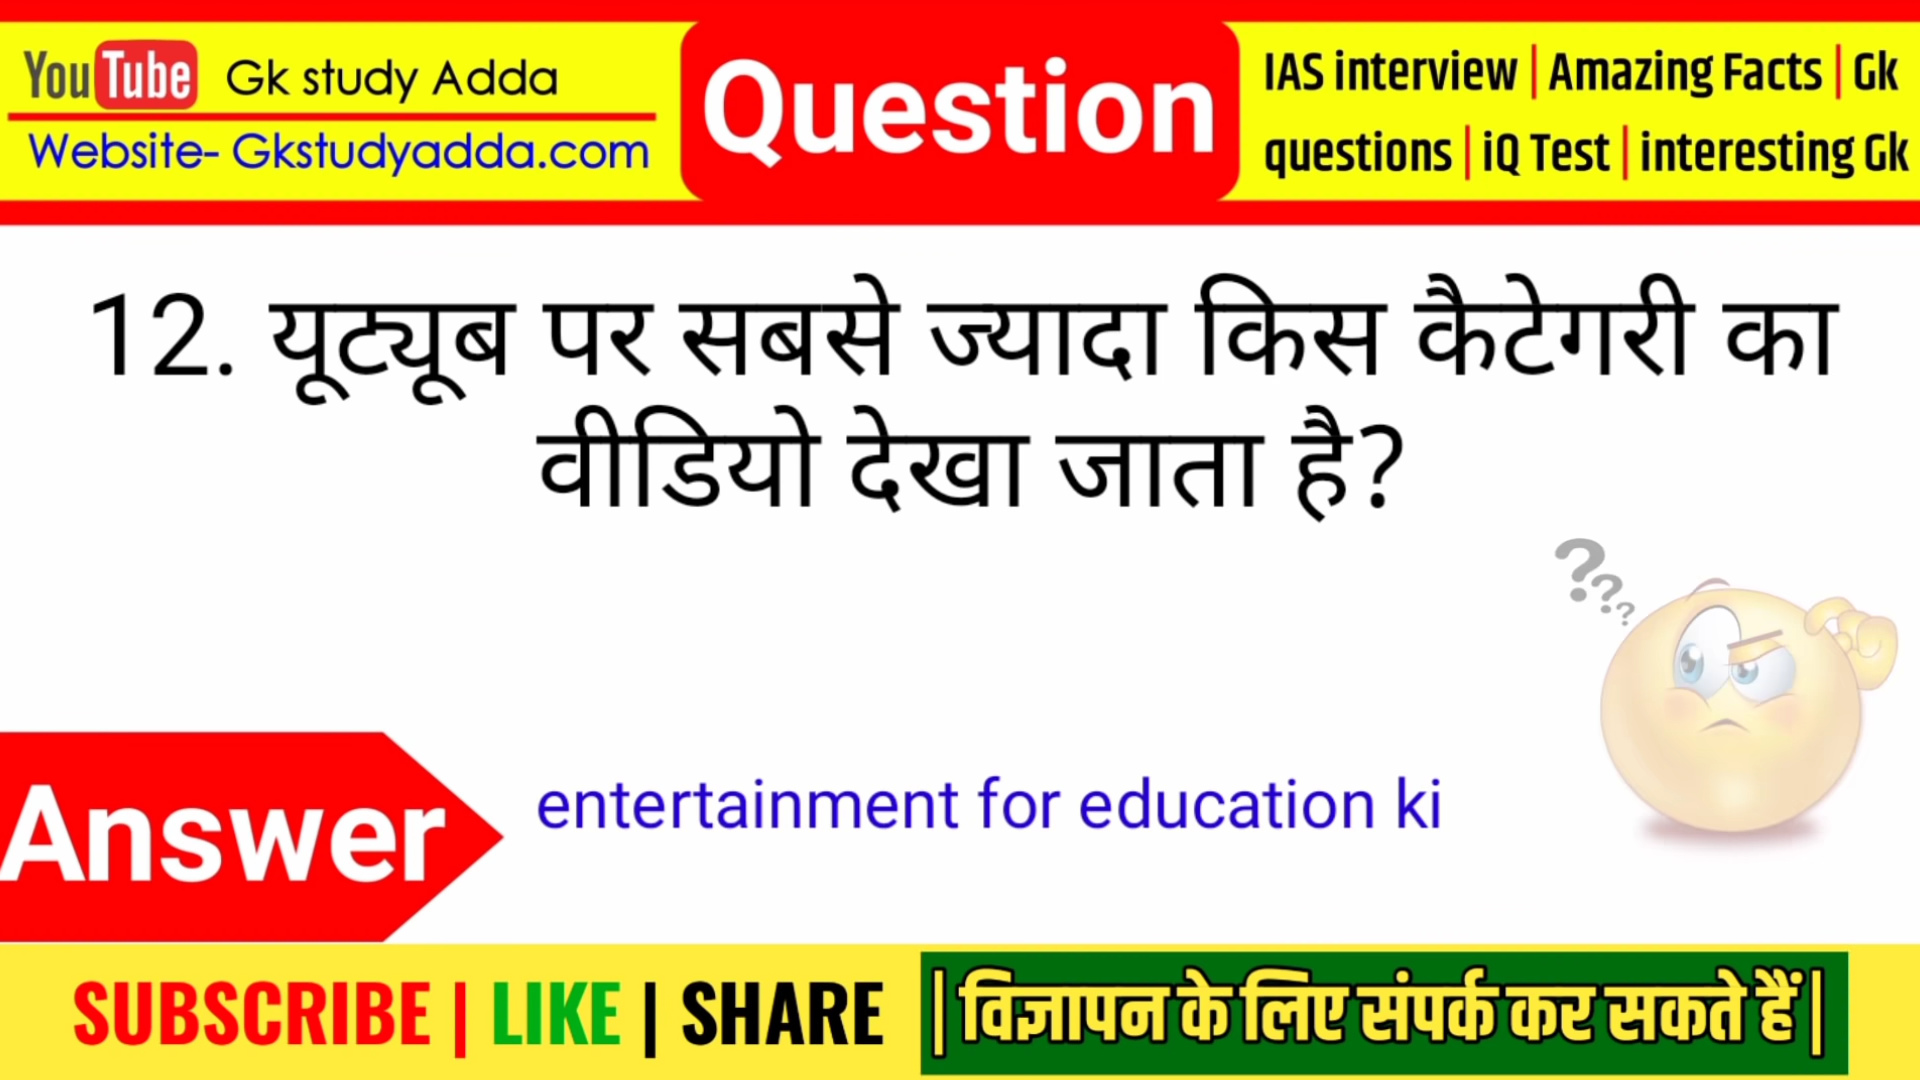 YouTube Gk study Adda
Website- Gkstudyadda.com
Question
IAS interview | Amazing Facts | Gk
questions | iQ Test | interesting Gk
12. यूट्यूब पर सबसे ज्यादा किस कैटेगरी का
वीडियो देखा जाता है?
? ? ?
Answer
entertainment for education ki
SUBSCRIBE | LIKE | SHARE
| विज्ञापन के लिए संपर्क कर सकते हैं |